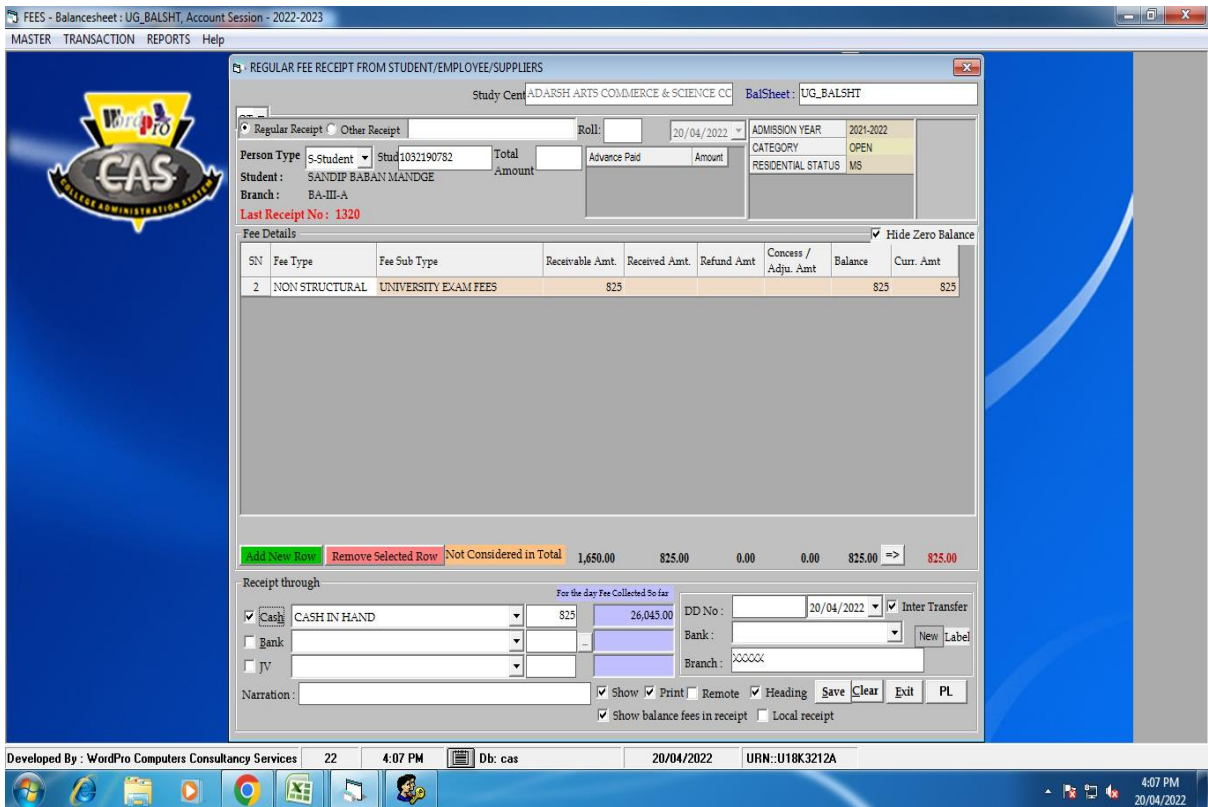 FEES - Balancesheet : UG_BALSHT, Account Session - 2022-2023
MASTER TRANSACTION REPORTS Help
- REGULAR FEE RECEIPT FROM STUDENT/EMPLOYEE/SUPPLIERS
Study Cent ADARSH ARTS COMMERCE & SCIENCE CC BalSheet : UG_BALSHT
Wordpro
CAS
COLLEGE ADMINISTRATION SYSTEM
Regular Receipt Other Receipt Roll: 20/04/2022
ADMISSION YEAR 2021-2022
CATEGORY OPEN
RESIDENTIAL STATUS MS
Person Type S-Student Stud 1032190782 Total Amount Advance Paid Amount
Student : SANDIP BABAN MANDGE
Branch : BA-III-A
Last Receipt No : 1320
Fee Details Hide Zero Balance
SN Fee Type Fee Sub Type Receivable Amt. Received Amt. Refund Amt Concess / Adju. Amt Balance Curr. Amt
2 NON STRUCTURAL UNIVERSITY EXAM FEES 825 825 825
Add New Row Remove Selected Row Not Considered in Total 1,650.00 825.00 0.00 0.00 825.00 => 825.00
Receipt through
For the day Fee Collected So far
Cash CASH IN HAND 825 26,045.00 DD No : 20/04/2022 Inter Transfer
Bank ... Bank : New Label
JV Branch : XXXXX
Narration : Show Print Remote Heading Save Clear Exit PL
Show balance fees in receipt Local receipt
Developed By : WordPro Computers Consultancy Services 22 4:07 PM Db: cas 20/04/2022 URN::U18K3212A
4:07 PM
20/04/2022